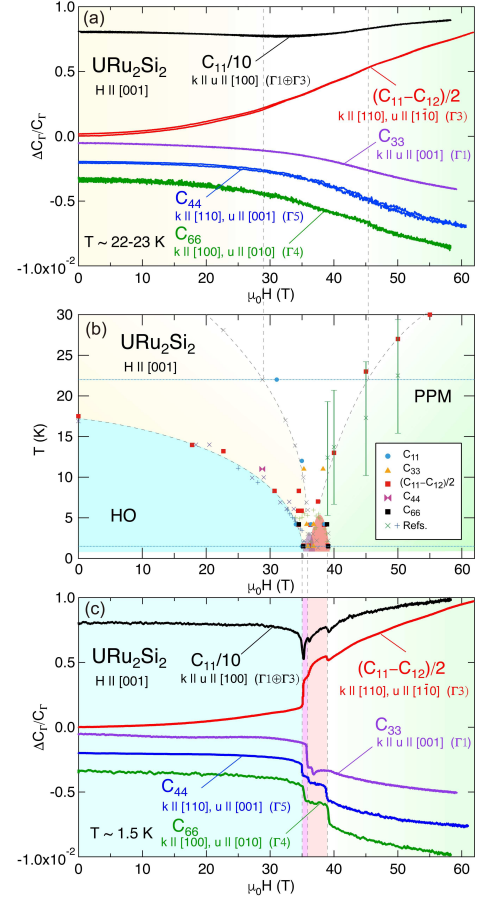 (a)
1.0
0.5
0.0
-0.5
-1.0x10⁻²
ΔC_Γ/C_Γ
URu₂Si₂
H || [001]
C₁₁/10
k || u || [100] (Γ1⊕Γ3)
(C₁₁−C₁₂)/2
k || [110], u || [11̄0] (Γ3)
C₃₃
k || u || [001] (Γ1)
C₄₄
k || [110], u || [001] (Γ5)
C₆₆
k || [100], u || [010] (Γ4)
T ~ 22-23 K
0 10 20 30 40 50 60
μ₀H (T)
(b)
30
25
20
15
10
5
0
T (K)
URu₂Si₂
H || [001]
PPM
HO
C₁₁
C₃₃
(C₁₁−C₁₂)/2
C₄₄
C₆₆
× + Refs.
0 10 20 30 40 50 60
μ₀H (T)
(c)
1.0
0.5
0.0
-0.5
-1.0x10⁻²
ΔC_Γ/C_Γ
URu₂Si₂
H || [001]
C₁₁/10
k || u || [100] (Γ1⊕Γ3)
(C₁₁−C₁₂)/2
k || [110], u || [11̄0] (Γ3)
C₃₃
k || u || [001] (Γ1)
C₄₄
k || [110], u || [001] (Γ5)
C₆₆
k || [100], u || [010] (Γ4)
T ~ 1.5 K
0 10 20 30 40 50 60
μ₀H (T)